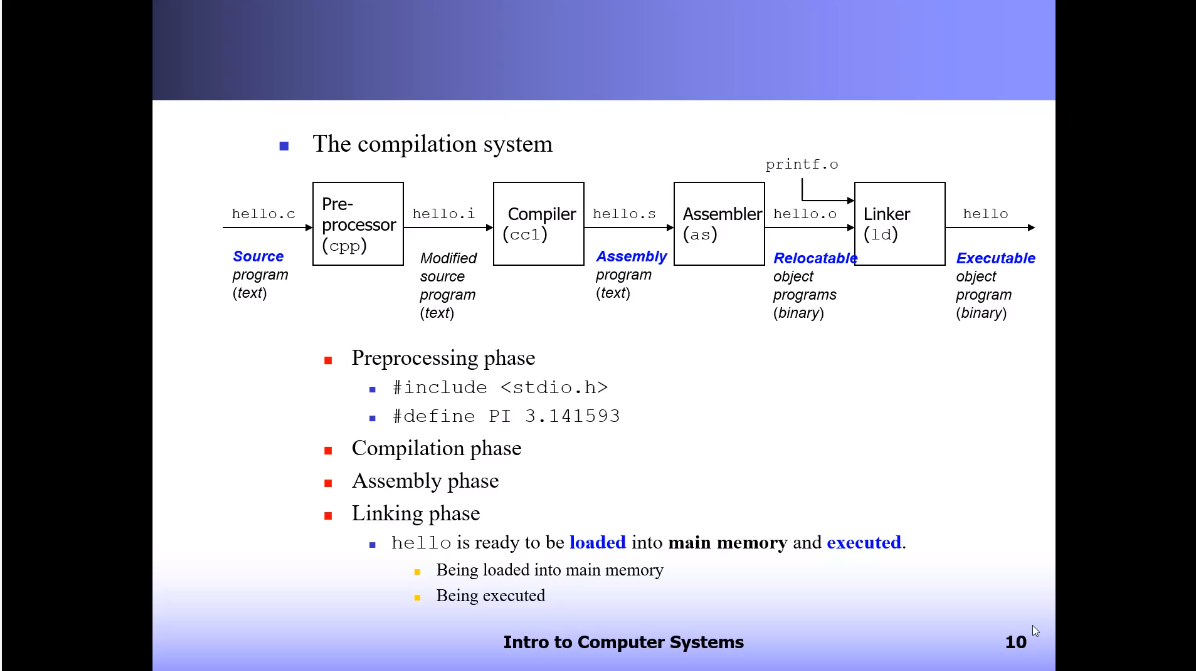 The compilation system
printf.o
hello.c
Pre-
processor
(cpp)
hello.i
Compiler
(cc1)
hello.s
Assembler
(as)
hello.o
Linker
(ld)
hello
Source
program
(text)
Modified
source
program
(text)
Assembly
program
(text)
Relocatable
object
programs
(binary)
Executable
object
program
(binary)
Preprocessing phase
#include <stdio.h>
#define PI 3.141593
Compilation phase
Assembly phase
Linking phase
hello is ready to be loaded into main memory and executed.
Being loaded into main memory
Being executed
Intro to Computer Systems
10